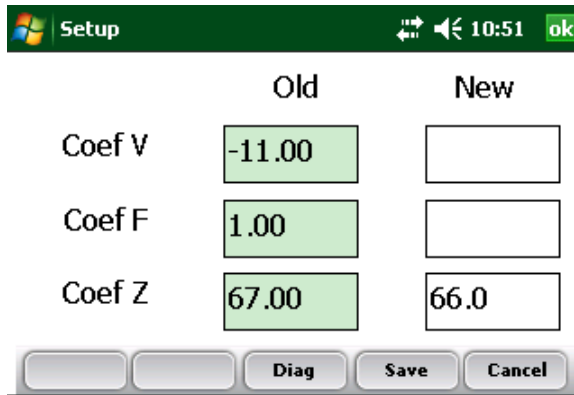 Setup 10:51 ok
Old New
Coef V -11.00
Coef F 1.00
Coef Z 67.00 66.0
Diag Save Cancel